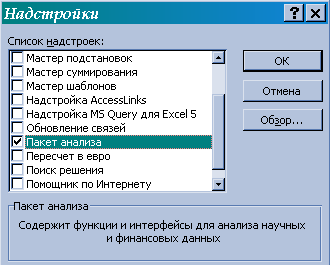 Надстройки
Список надстроек:
Мастер подстановок
Мастер суммирования
Мастер шаблонов
Надстройка AccessLinks
Надстройка MS Query для Excel 5
Обновление связей
Пакет анализа
Пересчет в евро
Поиск решения
Помощник по Интернету
OK
Отмена
Обзор...
Пакет анализа
Содержит функции и интерфейсы для анализа научных
и финансовых данных